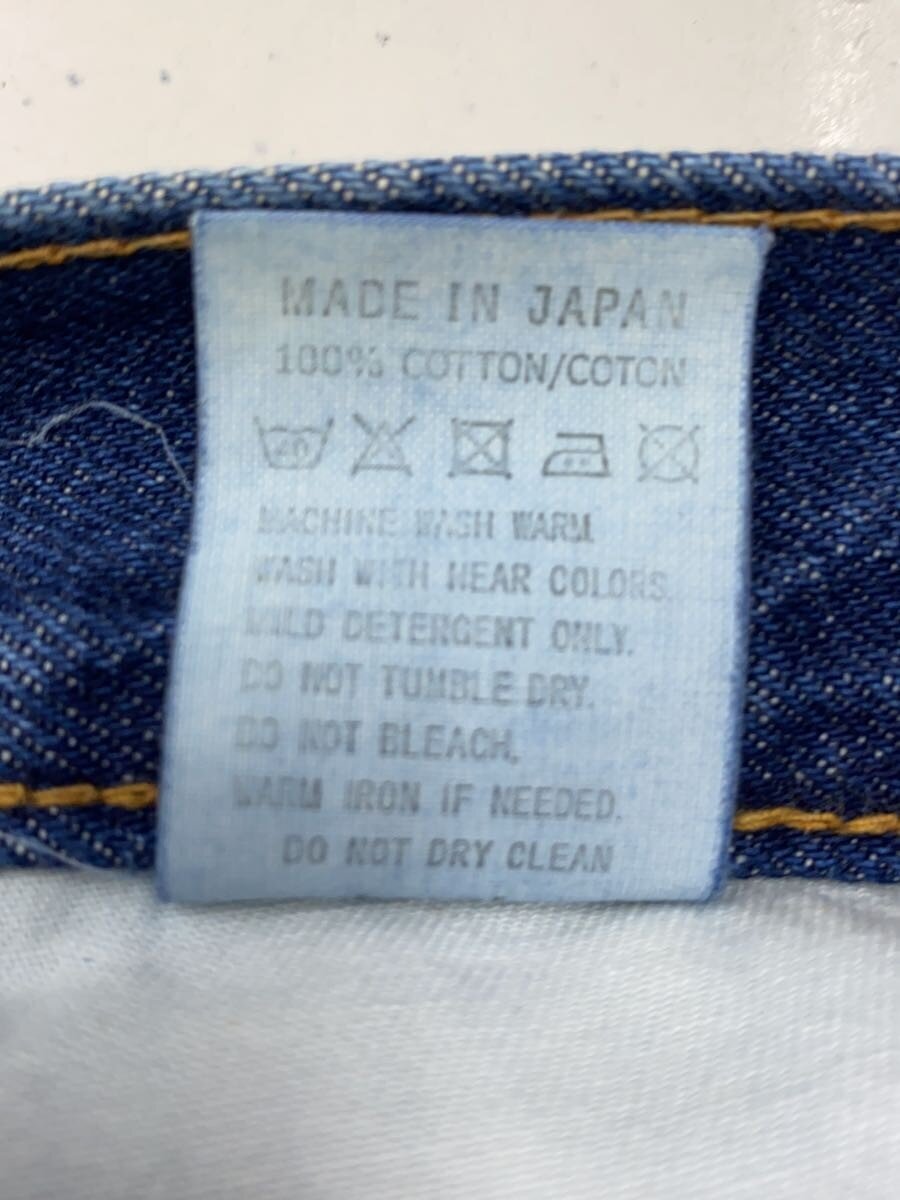 MADE IN JAPAN
100% COTTON/COTON
40
MACHINE WASH WARM.
WASH WITH NEAR COLORS.
MILD DETERGENT ONLY.
DO NOT TUMBLE DRY.
DO NOT BLEACH.
WARM IRON IF NEEDED.
DO NOT DRY CLEAN